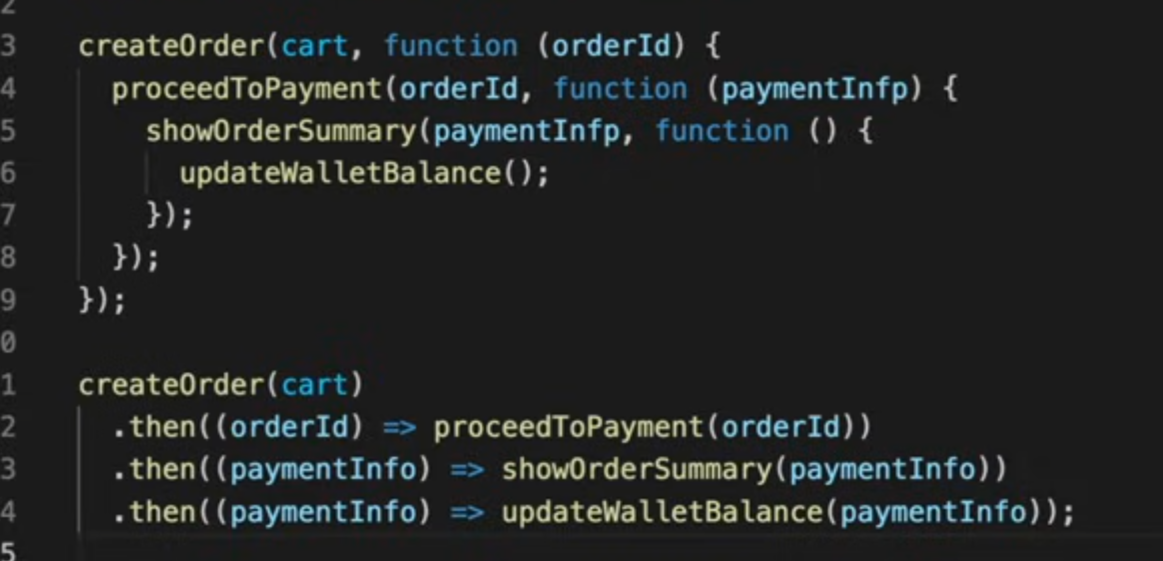 2
3 createOrder(cart, function (orderId) {
4 proceedToPayment(orderId, function (paymentInfp) {
5 showOrderSummary(paymentInfp, function () {
6 updateWalletBalance();
7 });
8 });
9 });
0
1 createOrder(cart)
2 .then((orderId) => proceedToPayment(orderId))
3 .then((paymentInfo) => showOrderSummary(paymentInfo))
4 .then((paymentInfo) => updateWalletBalance(paymentInfo));
5